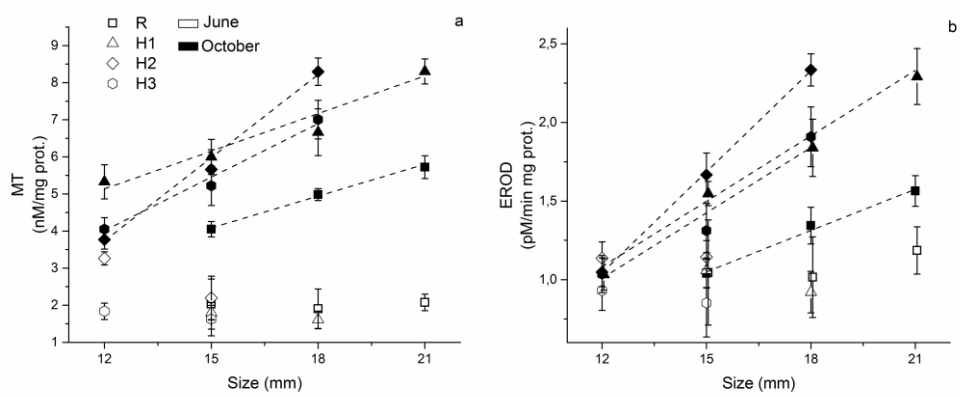 R
H1
H2
H3
June
October
a
9
8
7
6
5
4
3
2
1
MT
(nM/mg prot.)
12 15 18 21
Size (mm)
b
2,5
2,0
1,5
1,0
EROD
(pM/min mg prot.)
12 15 18 21
Size (mm)